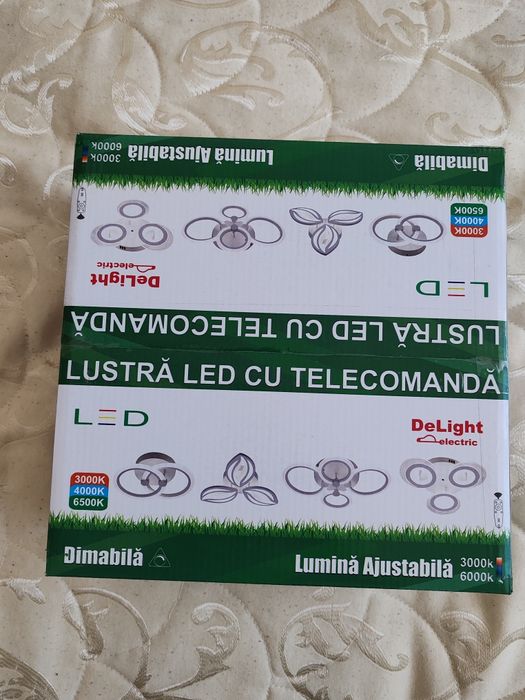 Dimabilă
Lumină Ajustabilă
3000k
6000k
3000K
4000K
6500K
DeLight
electric
LED
LUSTRĂ LED CU TELECOMANDĂ
LUSTRĂ LED CU TELECOMANDĂ
LED
DeLight
electric
3000K
4000K
6500K
Dimabilă
Lumină Ajustabilă
3000k
6000k